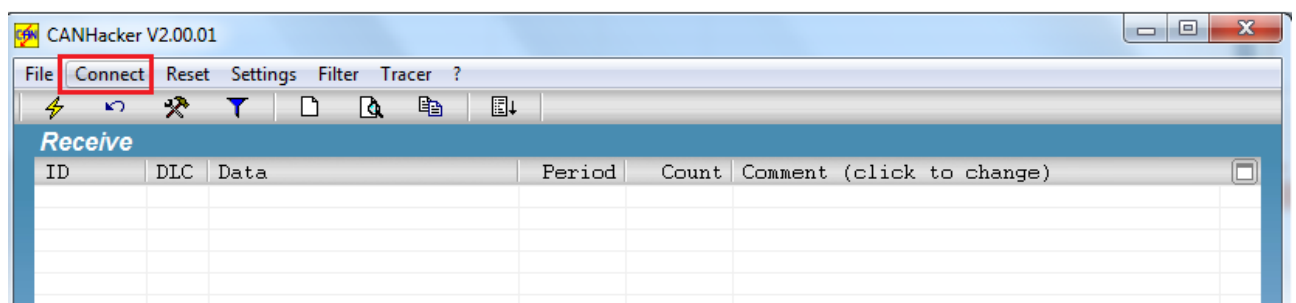 CAN CANHacker V2.00.01
File Connect Reset Settings Filter Tracer ?
Receive
ID DLC Data Period Count Comment (click to change)